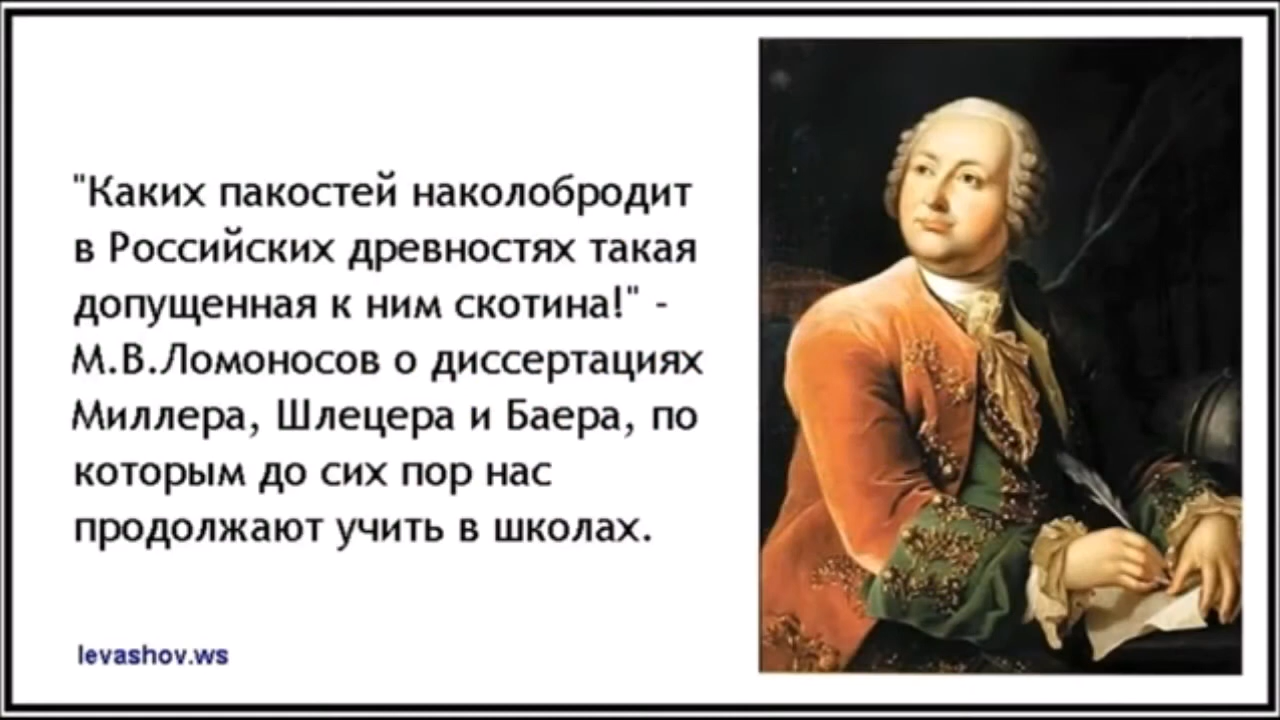 "Каких пакостей наколобродит
в Российских древностях такая
допущенная к ним скотина!" -
М.В.Ломоносов о диссертациях
Миллера, Шлецера и Баера, по
которым до сих пор нас
продолжают учить в школах.
levashov.ws